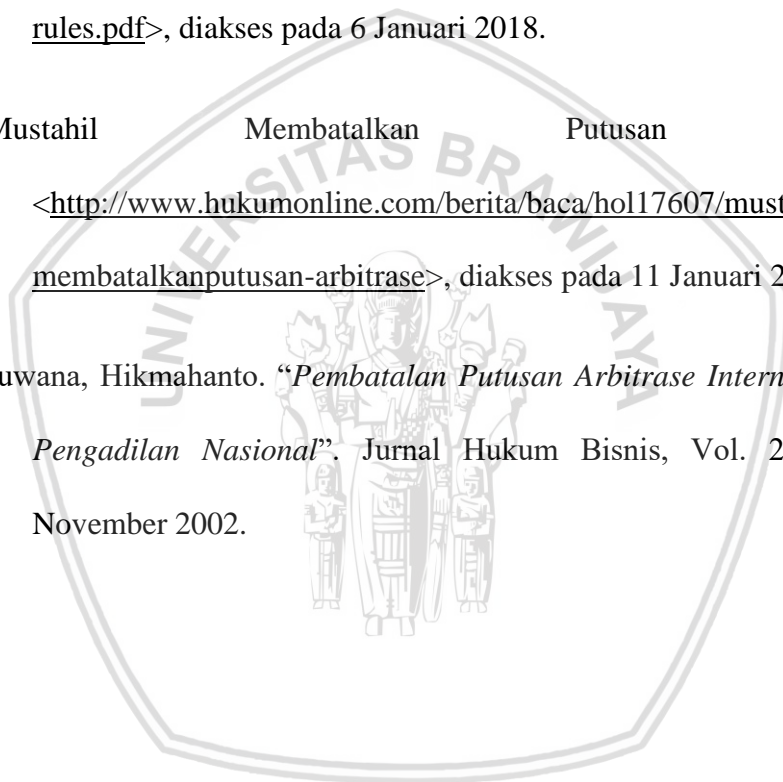 rules.pdf>, diakses pada 6 Januari 2018.
Mustahil Membatalkan Putusan
<http://www.hukumonline.com/berita/baca/hol17607/must
membatalkanputusan-arbitrase>, diakses pada 11 Januari 2
uwana, Hikmahanto. “Pembatalan Putusan Arbitrase Intern
Pengadilan Nasional”. Jurnal Hukum Bisnis, Vol. 2
November 2002.
UNIVERSITAS BRAWIJAYA